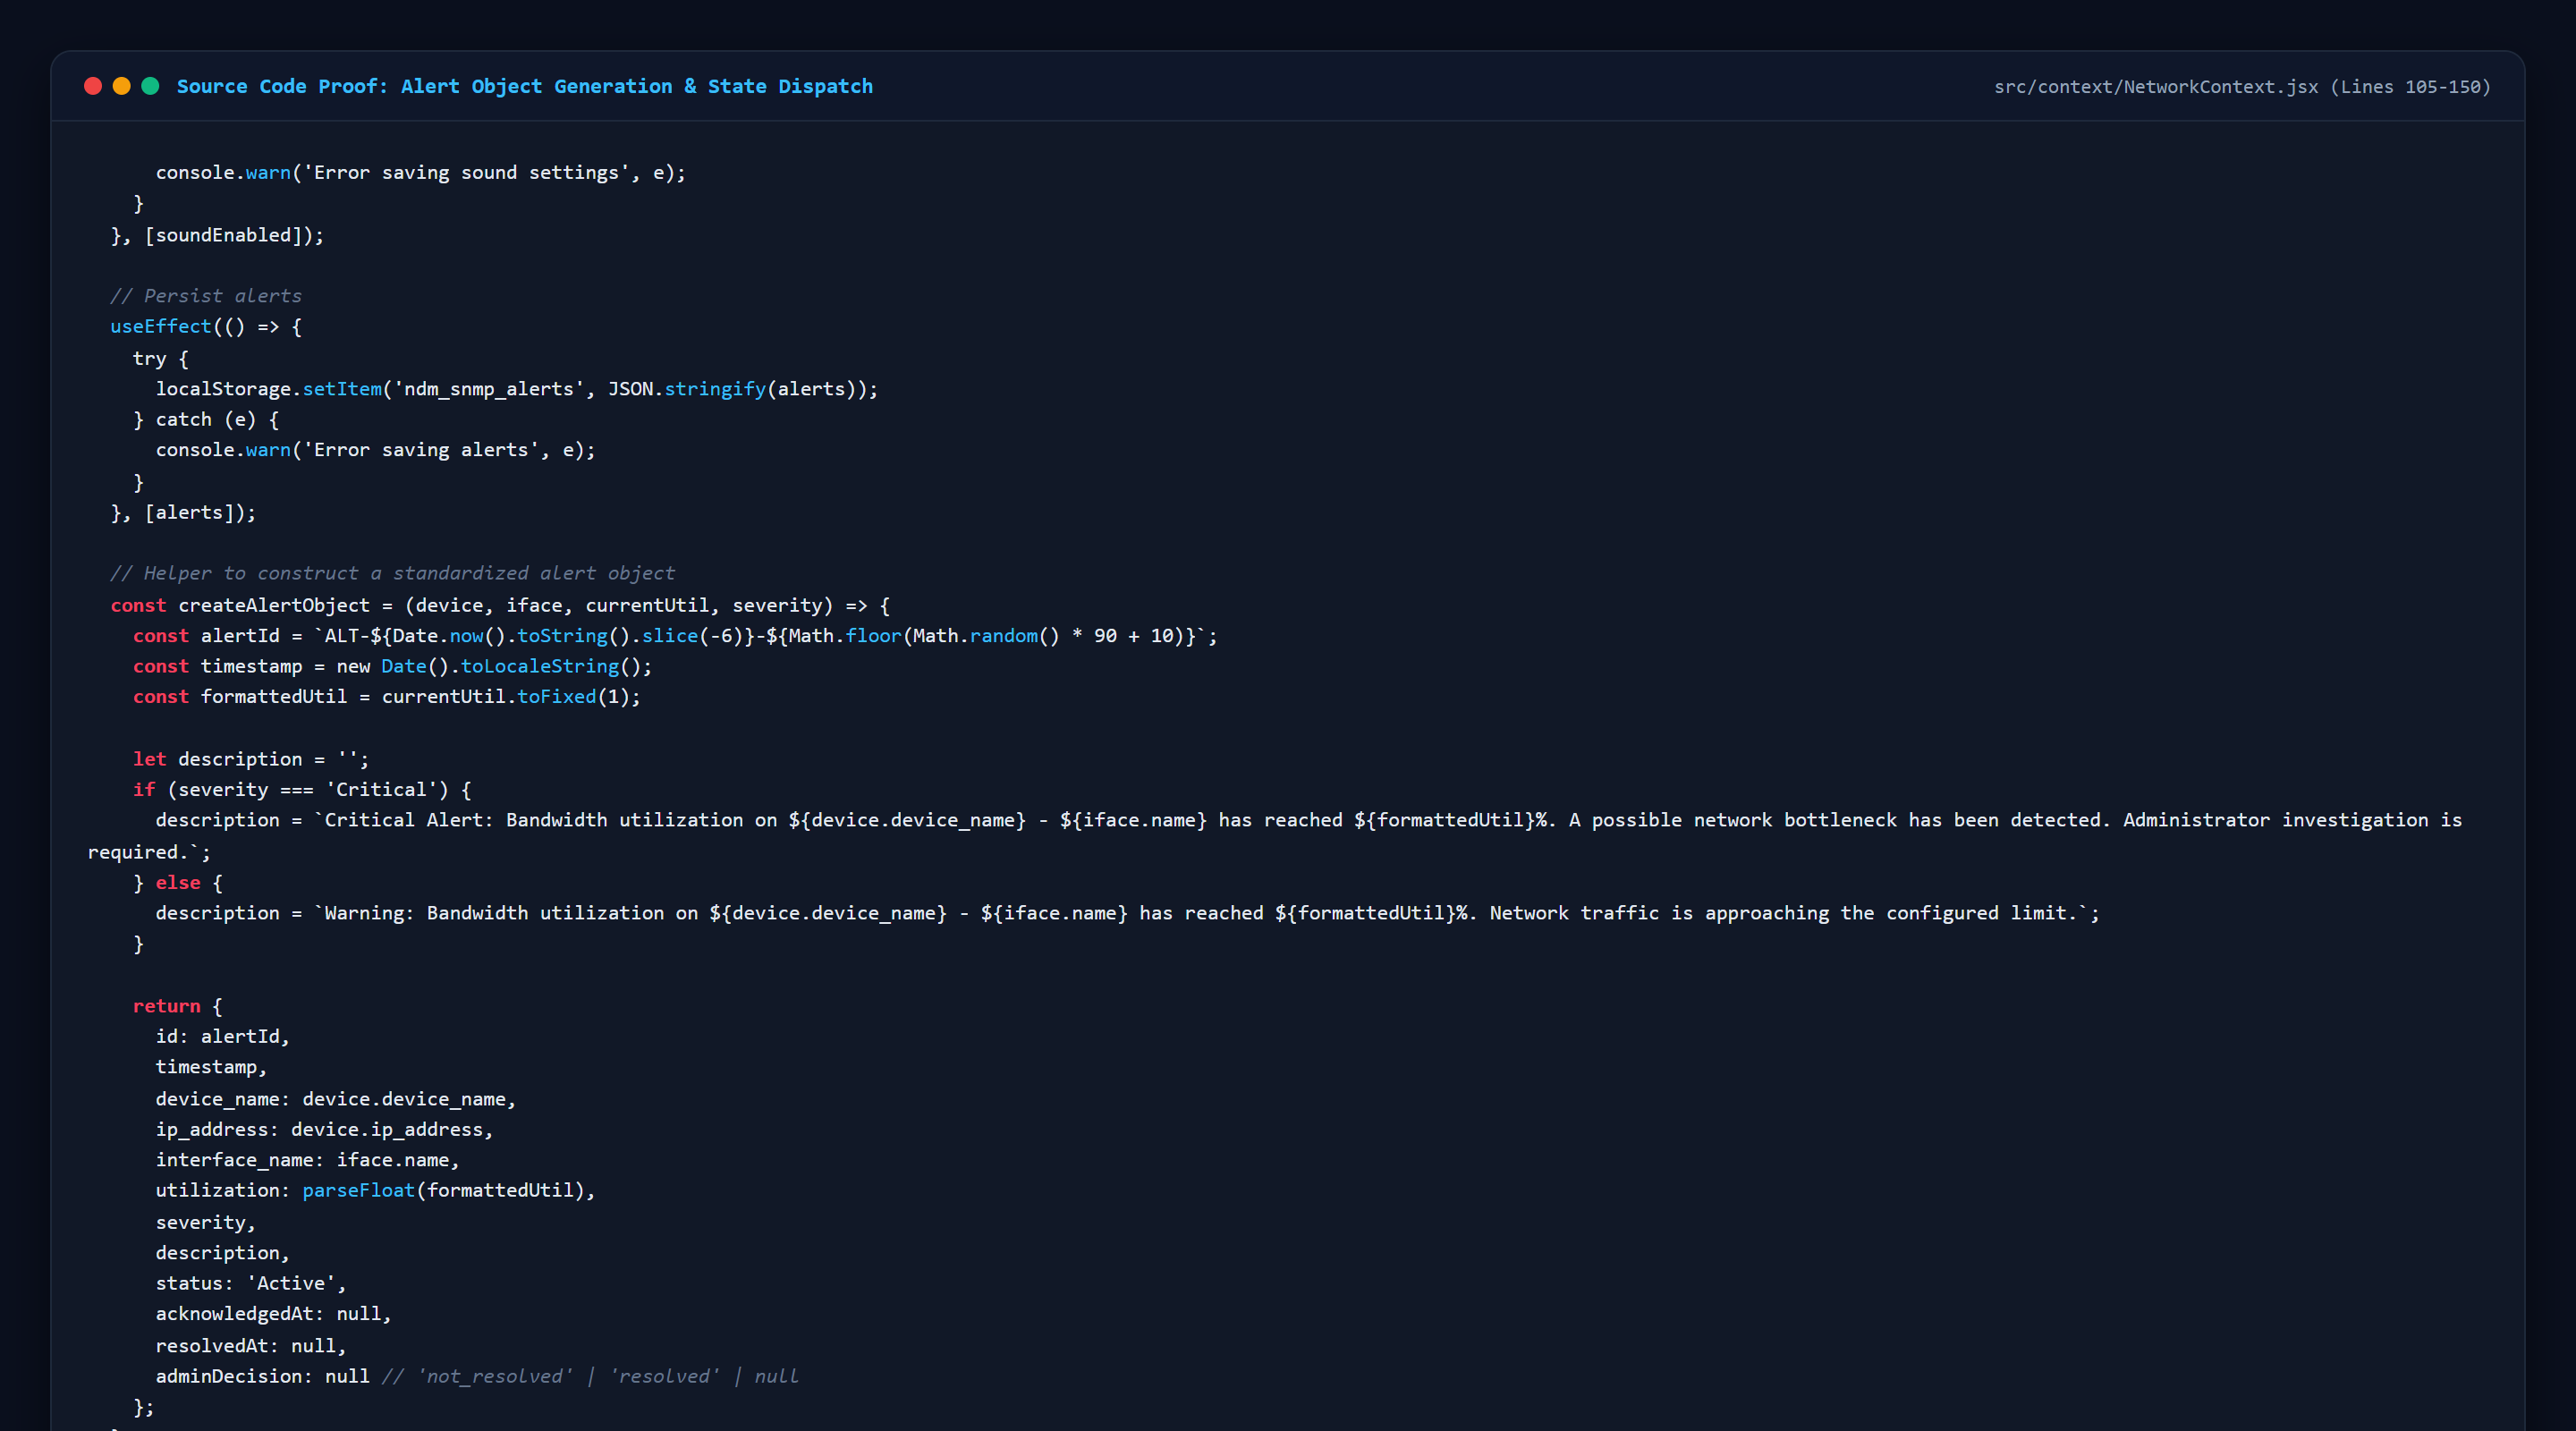 Source Code Proof: Alert Object Generation & State Dispatch
src/context/NetworkContext.jsx (Lines 105-150)
      console.warn('Error saving sound settings', e);
    }
  }, [soundEnabled]);

  // Persist alerts
  useEffect(() => {
    try {
      localStorage.setItem('ndm_snmp_alerts', JSON.stringify(alerts));
    } catch (e) {
      console.warn('Error saving alerts', e);
    }
  }, [alerts]);

  // Helper to construct a standardized alert object
  const createAlertObject = (device, iface, currentUtil, severity) => {
    const alertId = `ALT-${Date.now().toString().slice(-6)}-${Math.floor(Math.random() * 90 + 10)}`;
    const timestamp = new Date().toLocaleString();
    const formattedUtil = currentUtil.toFixed(1);

    let description = '';
    if (severity === 'Critical') {
      description = `Critical Alert: Bandwidth utilization on ${device.device_name} - ${iface.name} has reached ${formattedUtil}%. A possible network bottleneck has been detected. Administrator investigation is
required.`;
    } else {
      description = `Warning: Bandwidth utilization on ${device.device_name} - ${iface.name} has reached ${formattedUtil}%. Network traffic is approaching the configured limit.`;
    }

    return {
      id: alertId,
      timestamp,
      device_name: device.device_name,
      ip_address: device.ip_address,
      interface_name: iface.name,
      utilization: parseFloat(formattedUtil),
      severity,
      description,
      status: 'Active',
      acknowledgedAt: null,
      resolvedAt: null,
      adminDecision: null // 'not_resolved' | 'resolved' | null
    };